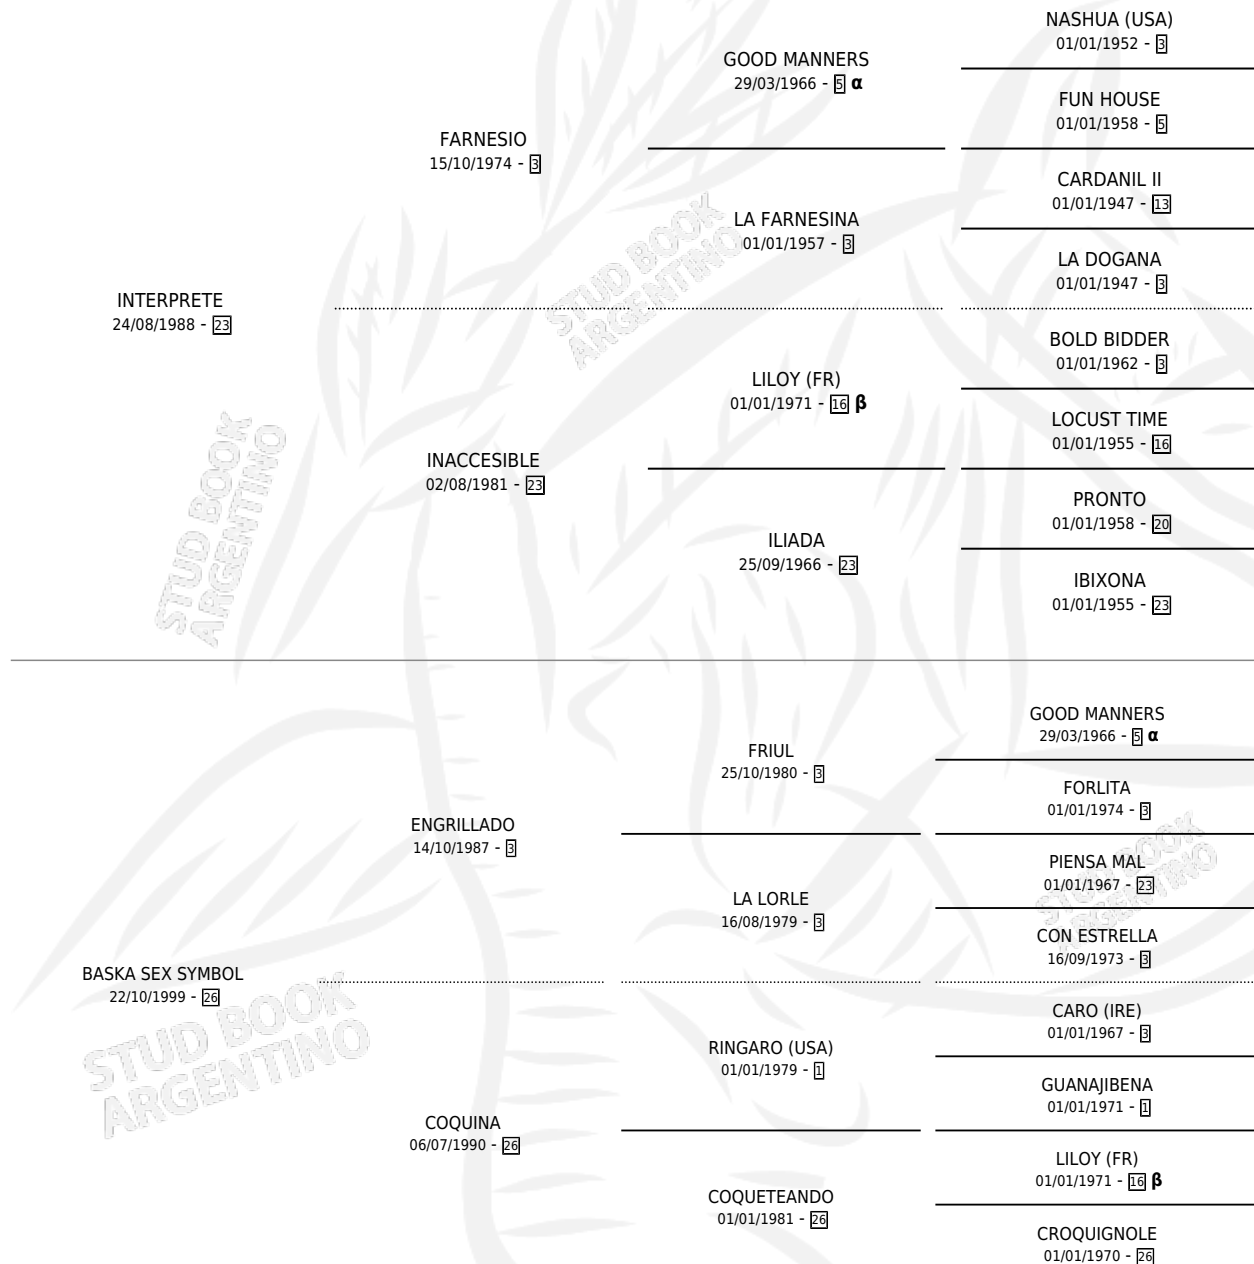 NASHUA (USA)
01/01/1952 - 3
GOOD MANNERS
29/03/1966 - 5 α
FUN HOUSE
01/01/1958 - 5
FARNESIO
15/10/1974 - 3
CARDANIL II
01/01/1947 - 13
LA FARNESINA
01/01/1957 - 3
LA DOGANA
01/01/1947 - 3
INTERPRETE
24/08/1988 - 23
BOLD BIDDER
01/01/1962 - 3
LILOY (FR)
01/01/1971 - 16 β
LOCUST TIME
01/01/1955 - 16
INACCESIBLE
02/08/1981 - 23
PRONTO
01/01/1958 - 20
ILIADA
25/09/1966 - 23
IBIXONA
01/01/1955 - 23
STUD BOOK
ARGENTINO
STUD BOOK
ARGENTINO
GOOD MANNERS
29/03/1966 - 5 α
FRIUL
25/10/1980 - 3
FORLITA
01/01/1974 - 3
ENGRILLADO
14/10/1987 - 3
PIENSA MAL
01/01/1967 - 23
LA LORLE
16/08/1979 - 3
CON ESTRELLA
16/09/1973 - 3
BASKA SEX SYMBOL
22/10/1999 - 26
CARO (IRE)
01/01/1967 - 3
RINGARO (USA)
01/01/1979 - 1
GUANAJIBENA
01/01/1971 - 1
COQUINA
06/07/1990 - 26
LILOY (FR)
01/01/1971 - 16 β
COQUETEANDO
01/01/1981 - 26
CROQUIGNOLE
01/01/1970 - 26
STUD BOOK
ARGENTINO
STUD BOOK
ARGENTINO